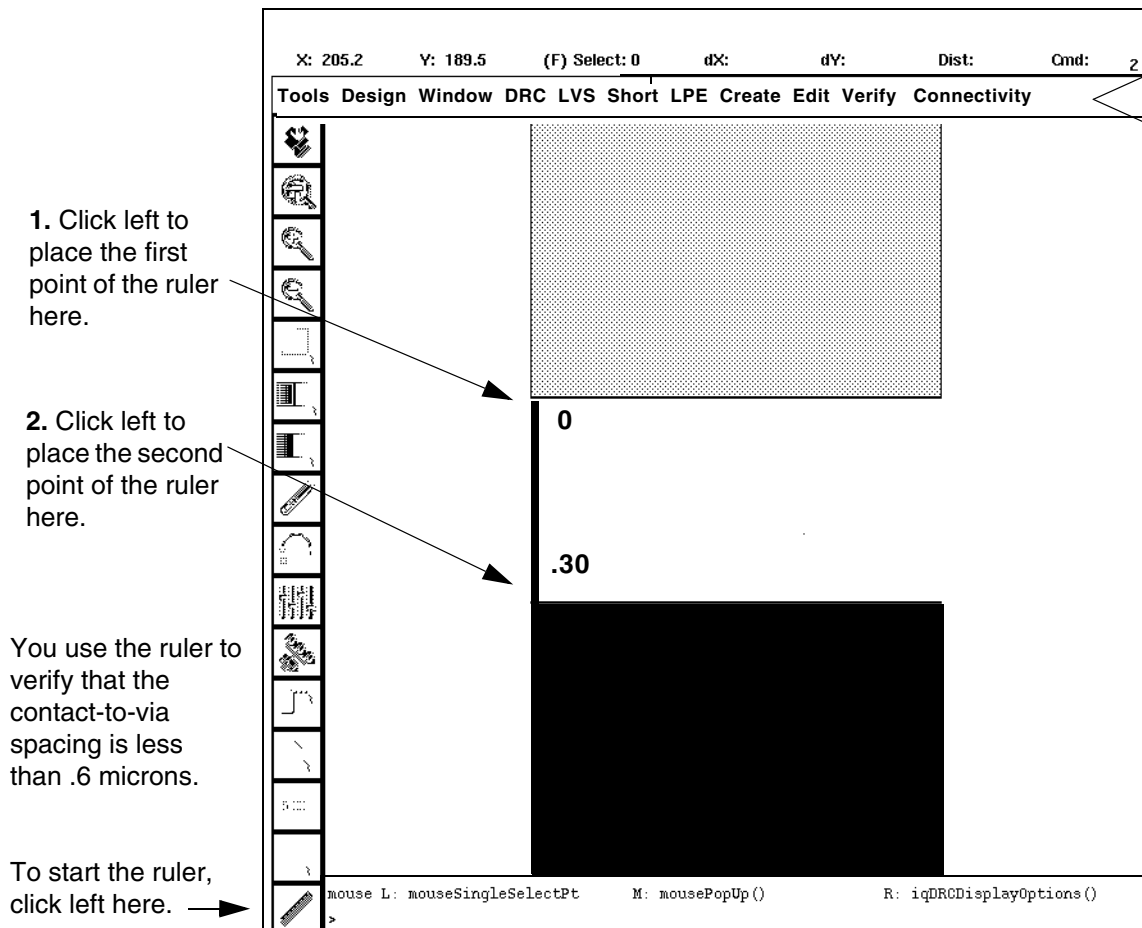 X: 205.2 Y: 189.5 (F) Select: 0 dX: dY: Dist: Cmd: 2
Tools Design Window DRC LVS Short LPE Create Edit Verify Connectivity
1. Click left to
place the first
point of the ruler
here.
0
2. Click left to
place the second
point of the ruler
here.
.30
You use the ruler to
verify that the
contact-to-via
spacing is less
than .6 microns.
To start the ruler,
click left here.
mouse L: mouseSingleSelectPt M: mousePopUp() R: iqDRCDisplayOptions()
>